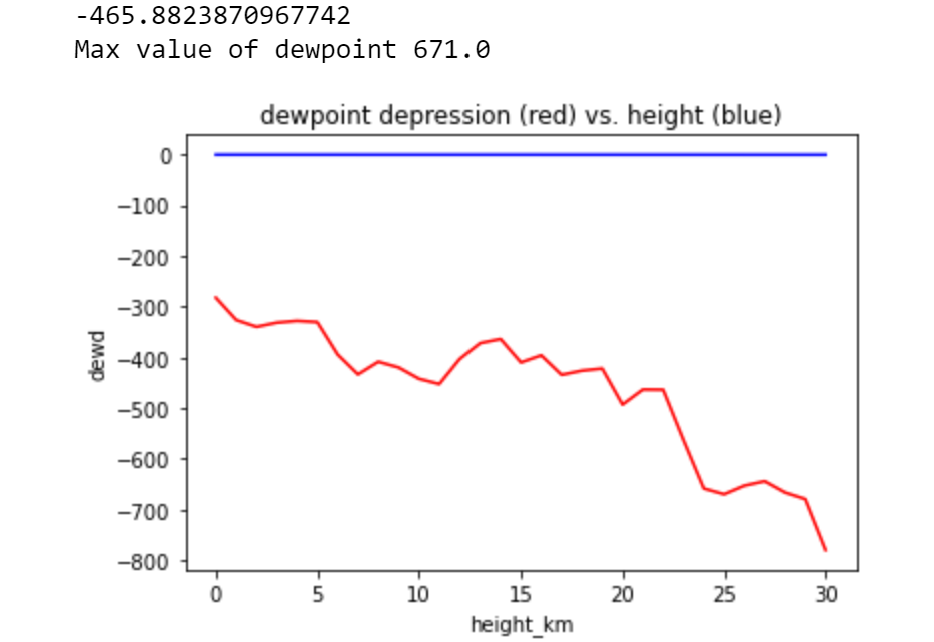 -465.8823870967742
Max value of dewpoint 671.0
dewpoint depression (red) vs. height (blue)
0
−100
−200
−300
−400
−500
−600
−700
−800
dewd
0 5 10 15 20 25 30
height_km